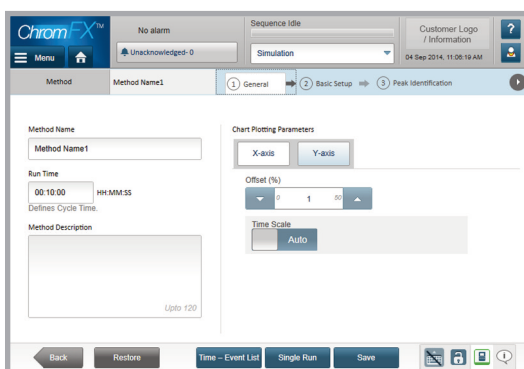 ChromFX™
No alarm
Sequence Idle
Customer Logo
/ Information
?
Menu
Unacknowledged- 0
Simulation
04 Sep 2014, 11:06:19 AM
Method
Method Name1
1 General
2 Basic Setup
3 Peak Identification
Method Name
Method Name1
Run Time
00:10:00 HH:MM:SS
Defines Cycle Time.
Method Description
Upto 120
Chart Plotting Parameters
X-axis
Y-axis
Offset (%)
0 1 50
Time Scale
Auto
Back
Restore
Time – Event List
Single Run
Save